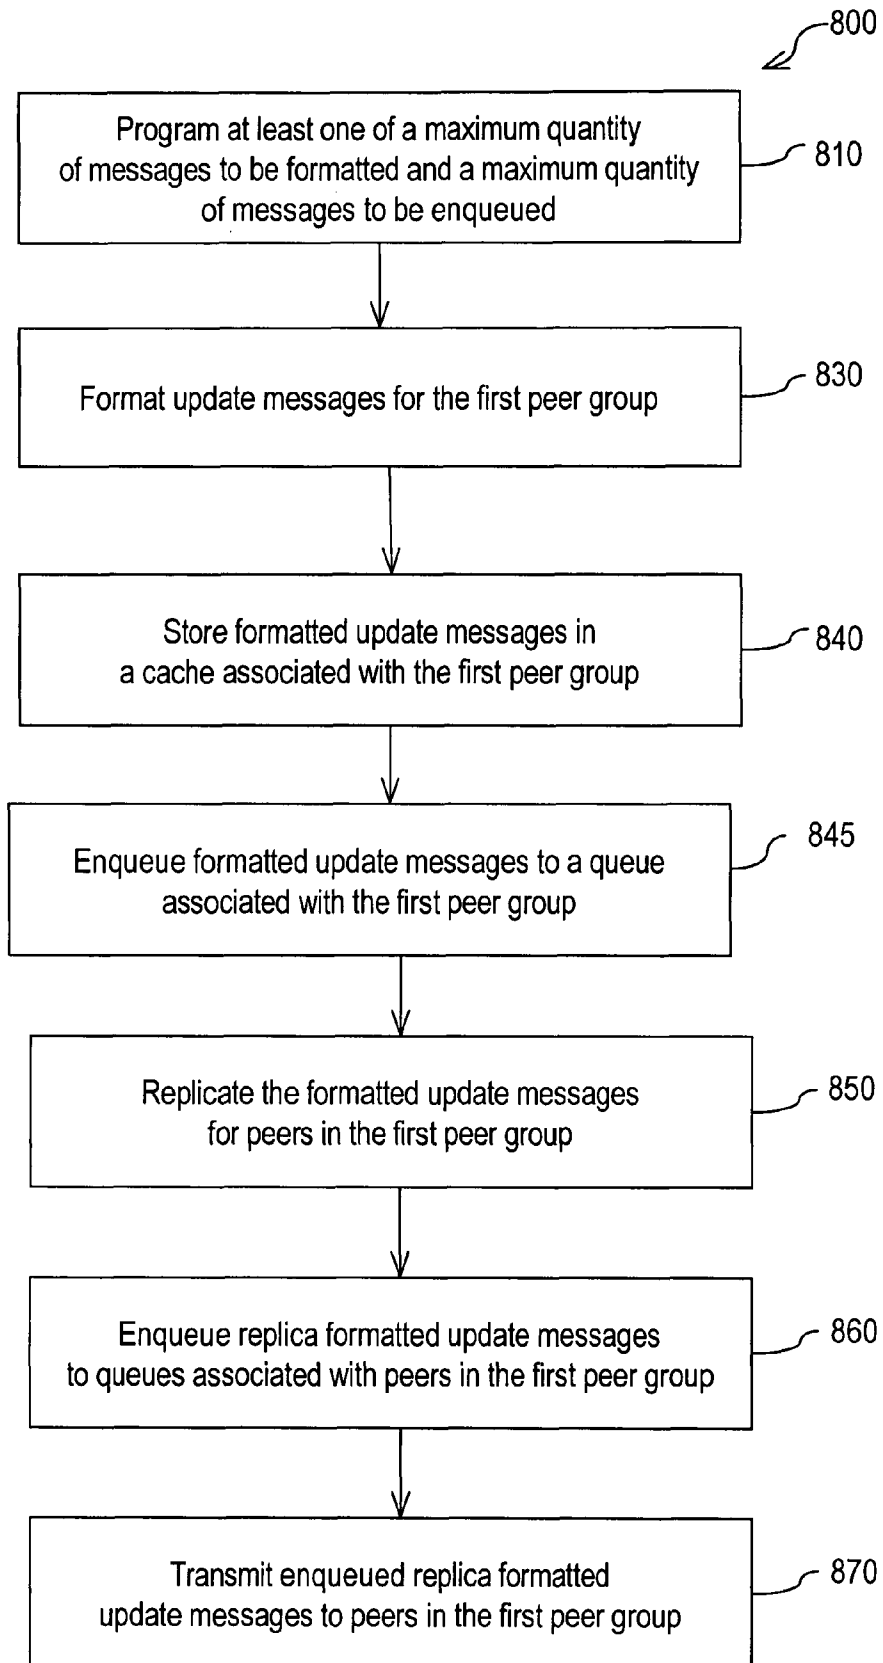 800
Program at least one of a maximum quantity
of messages to be formatted and a maximum quantity
of messages to be enqueued
810
Format update messages for the first peer group
830
Store formatted update messages in
a cache associated with the first peer group
840
Enqueue formatted update messages to a queue
associated with the first peer group
845
Replicate the formatted update messages
for peers in the first peer group
850
Enqueue replica formatted update messages
to queues associated with peers in the first peer group
860
Transmit enqueued replica formatted
update messages to peers in the first peer group
870